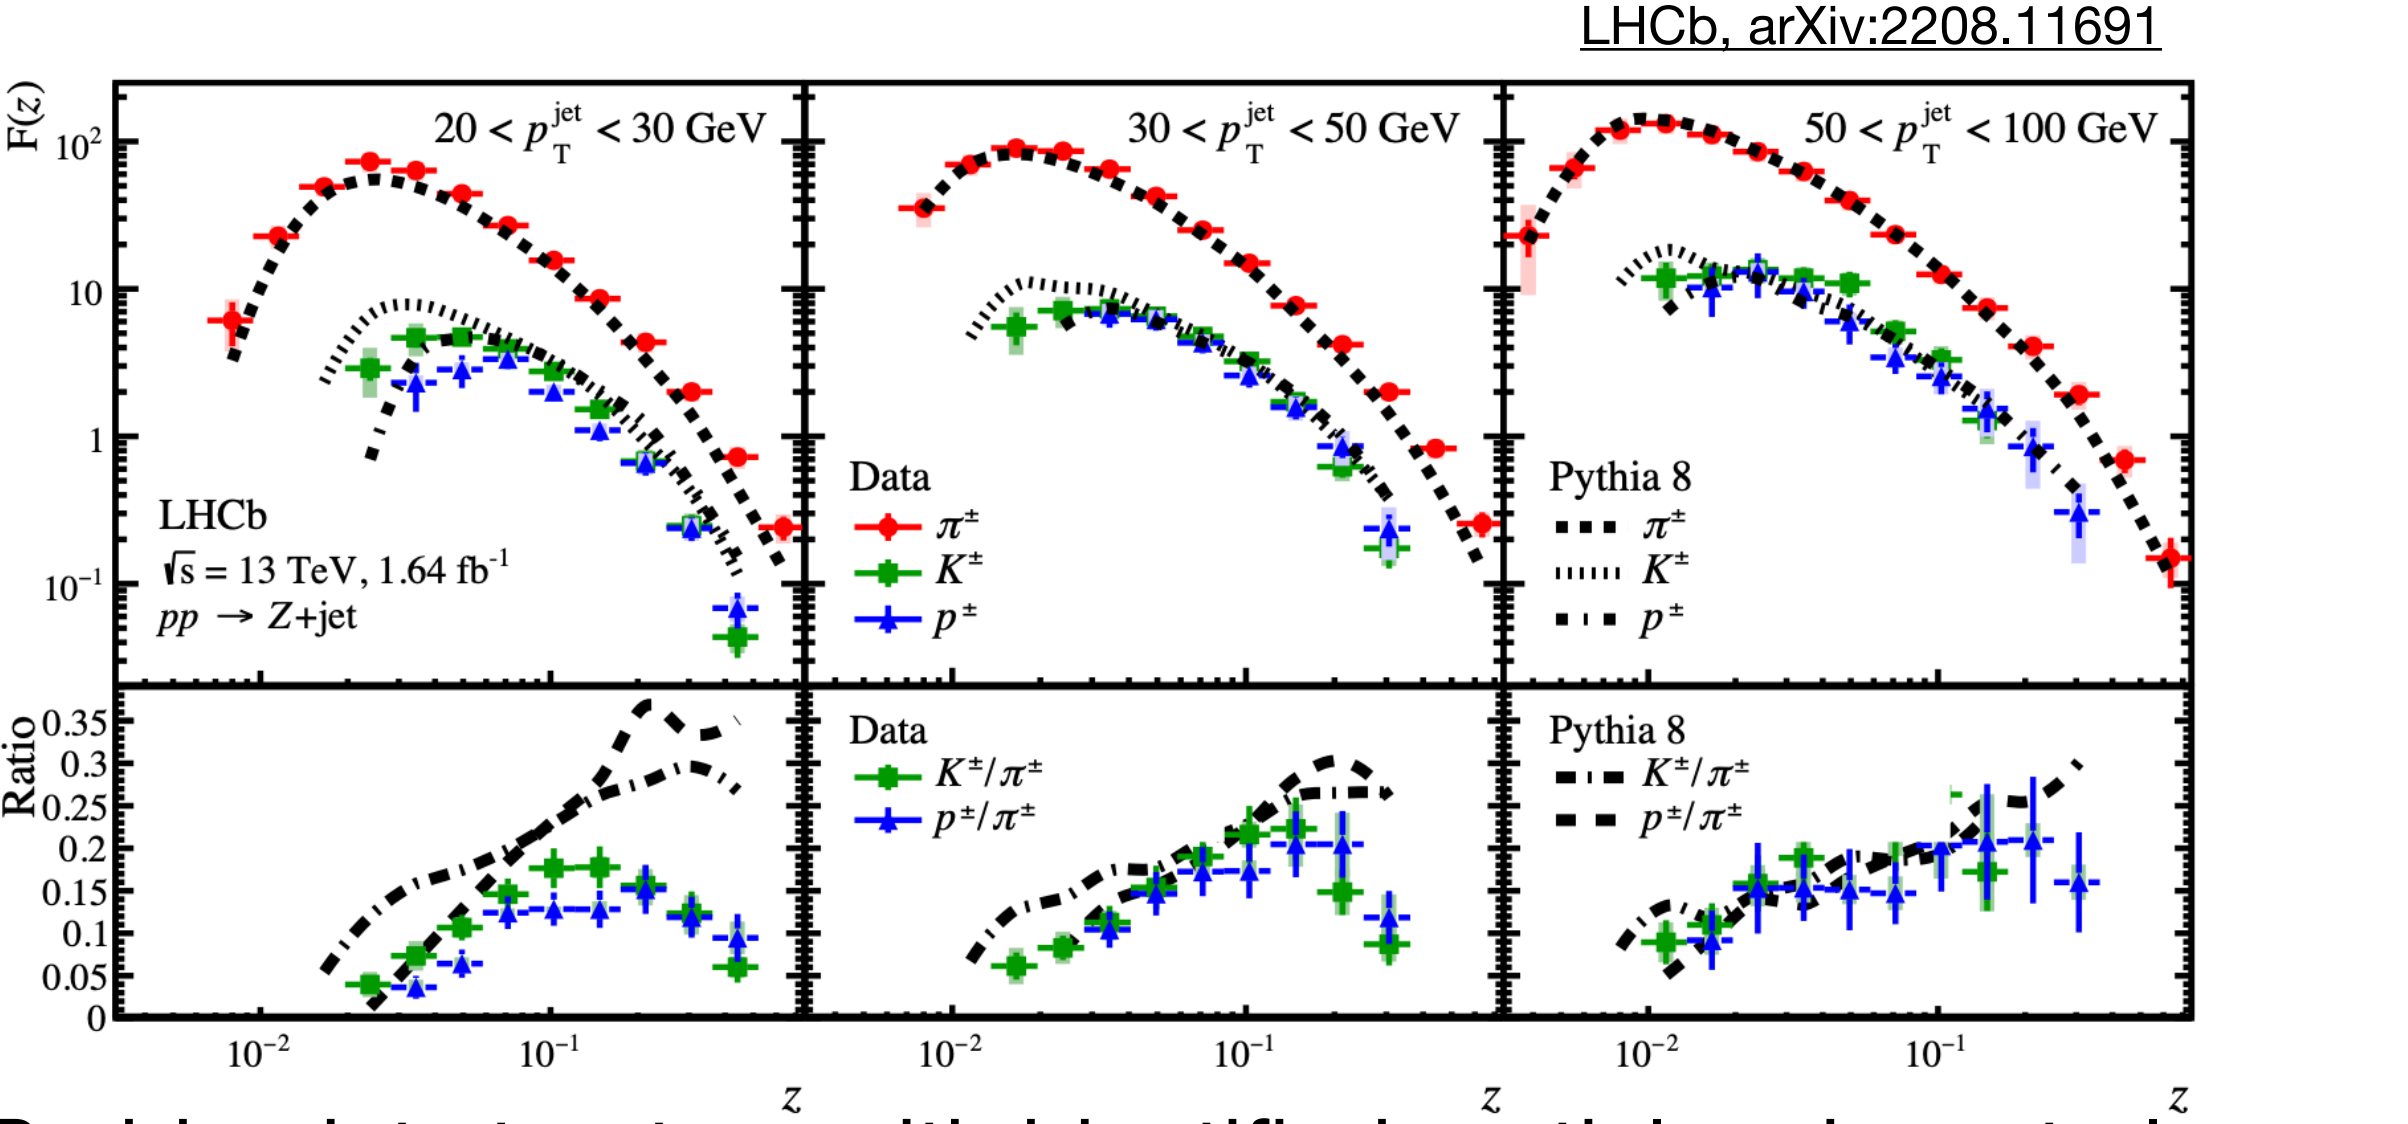 LHCb, arXiv:2208.11691
F(z)
10²
10
1
10⁻¹
20 < p_T^jet < 30 GeV
30 < p_T^jet < 50 GeV
50 < p_T^jet < 100 GeV
LHCb
√s = 13 TeV, 1.64 fb⁻¹
pp → Z+jet
Data
π±
K±
p±
Pythia 8
π±
K±
p±
Ratio
0.35
0.3
0.25
0.2
0.15
0.1
0.05
0
Data
K±/π±
p±/π±
Pythia 8
K±/π±
p±/π±
10⁻² 10⁻¹ 10⁻² 10⁻¹ 10⁻² 10⁻¹
z z z